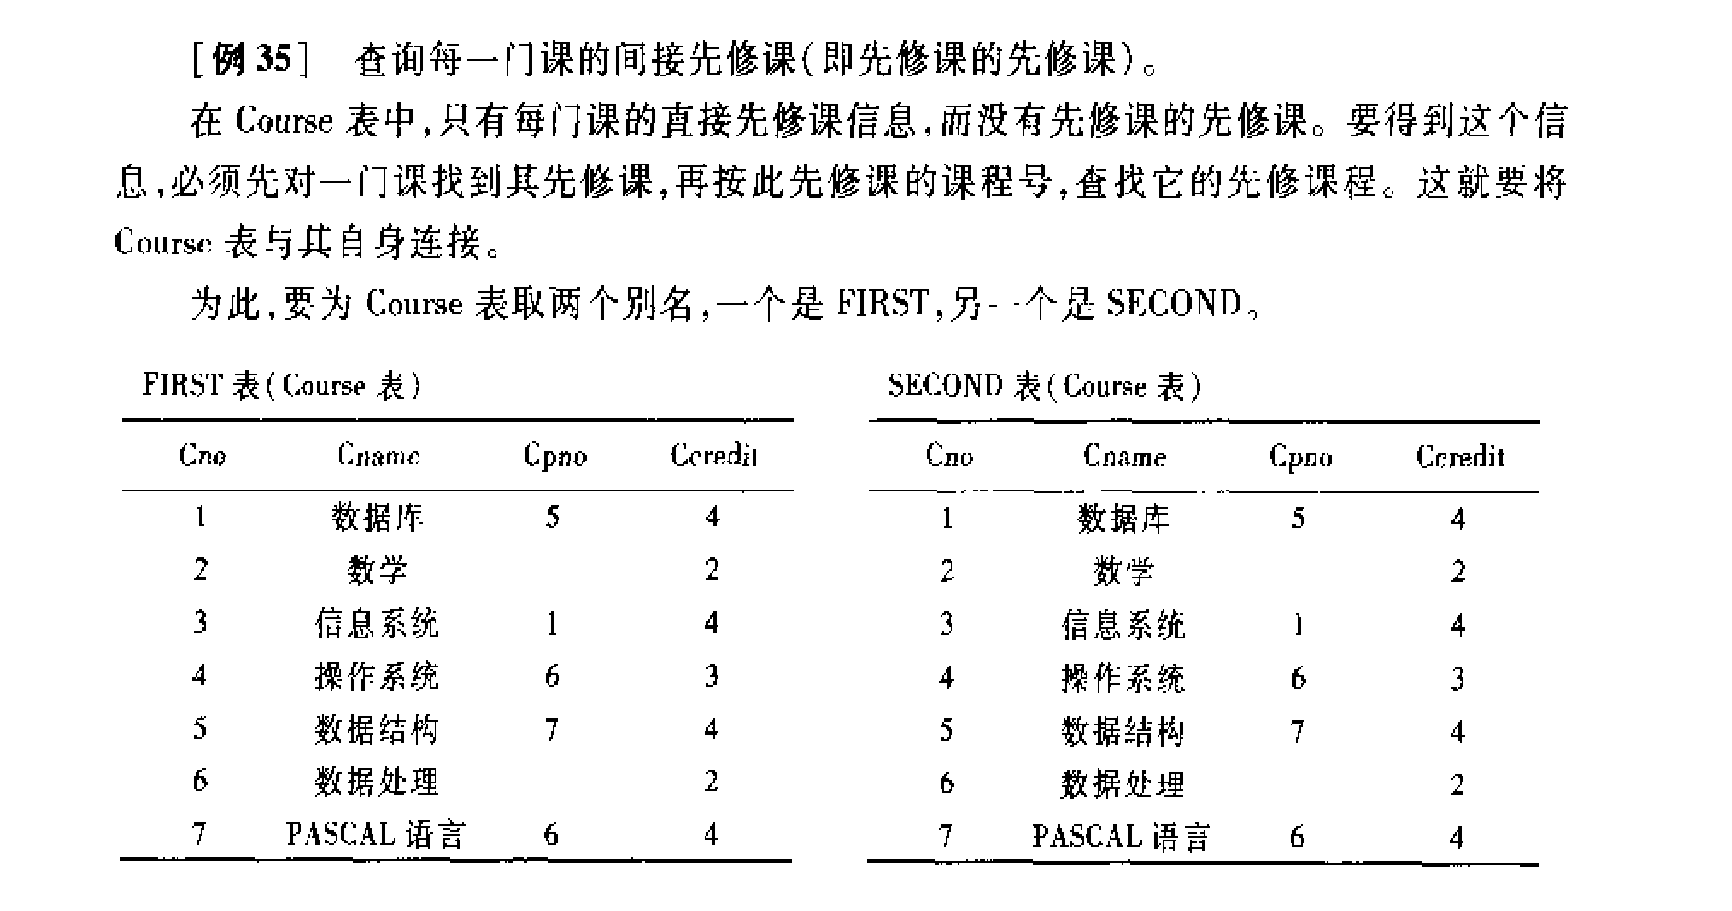 [例 35] 查询每一门课的间接先修课(即先修课的先修课)。
在 Course 表中,只有每门课的直接先修课信息,而没有先修课的先修课。要得到这个信
息,必须先对一门课找到其先修课,再按此先修课的课程号,查找它的先修课程。这就要将
Course 表与其自身连接。
为此,要为 Course 表取两个别名,一个是 FIRST,另一个是 SECOND。
FIRST 表(Course 表)
Cno Cname Cpno Ccredit
1 数据库 5 4
2 数学 2
3 信息系统 1 4
4 操作系统 6 3
5 数据结构 7 4
6 数据处理 2
7 PASCAL 语言 6 4
SECOND 表(Course 表)
Cno Cname Cpno Ccredit
1 数据库 5 4
2 数学 2
3 信息系统 1 4
4 操作系统 6 3
5 数据结构 7 4
6 数据处理 2
7 PASCAL 语言 6 4